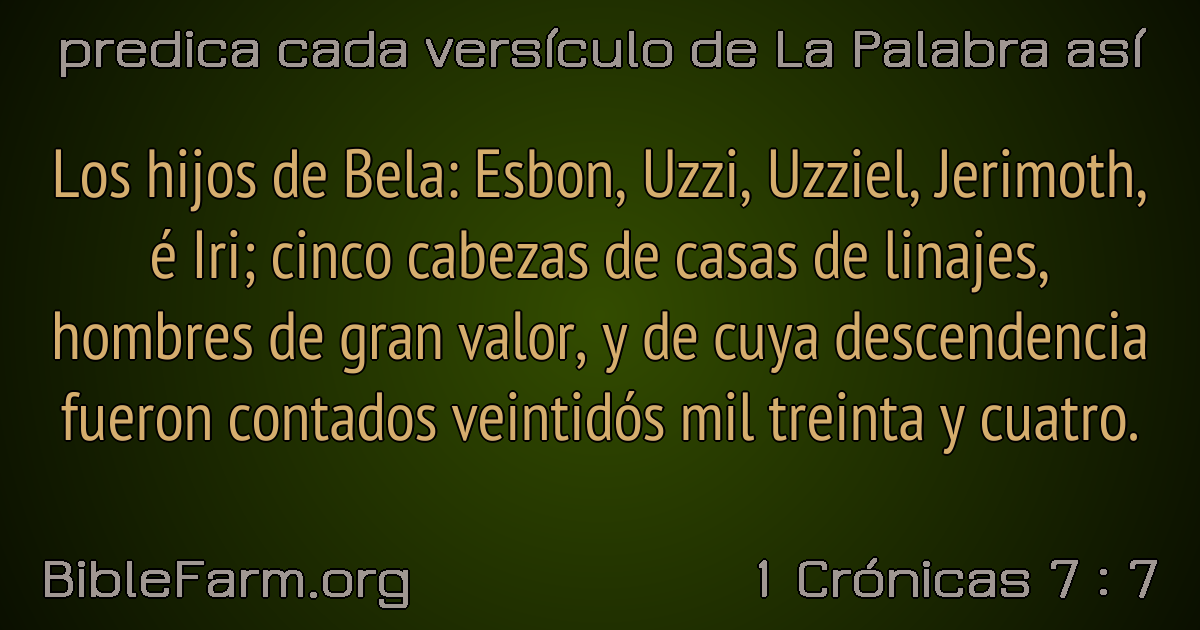 predica cada versículo de La Palabra así
Los hijos de Bela: Esbon, Uzzi, Uzziel, Jerimoth,
é Iri; cinco cabezas de casas de linajes,
hombres de gran valor, y de cuya descendencia
fueron contados veintidós mil treinta y cuatro.
BibleFarm.org
1 Crónicas 7 : 7